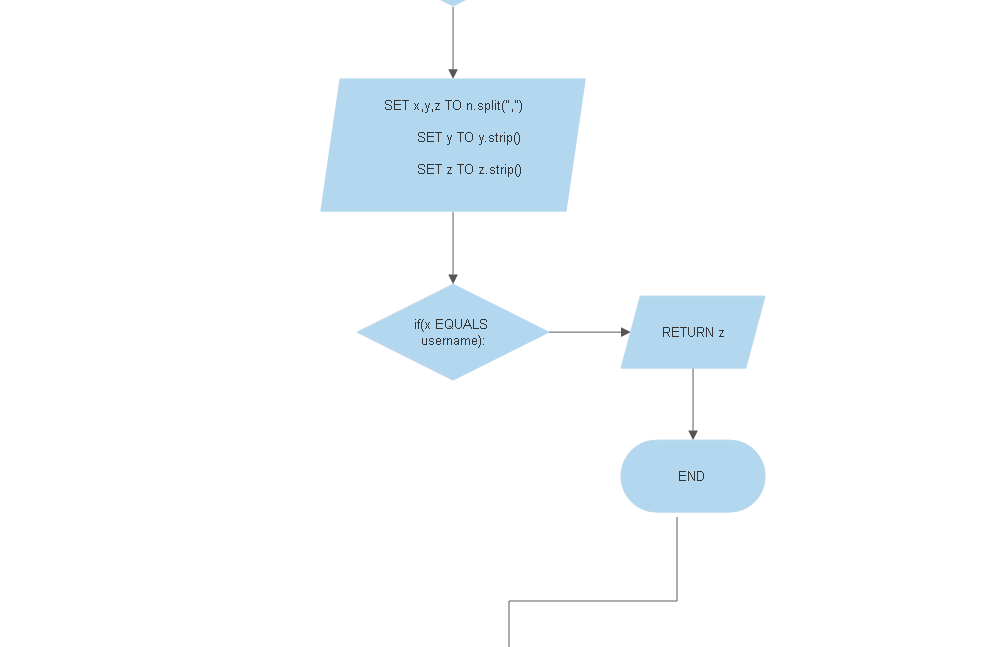 SET x,y,z TO n.split(",")
SET y TO y.strip()
SET z TO z.strip()
if(x EQUALS
username):
RETURN z
END